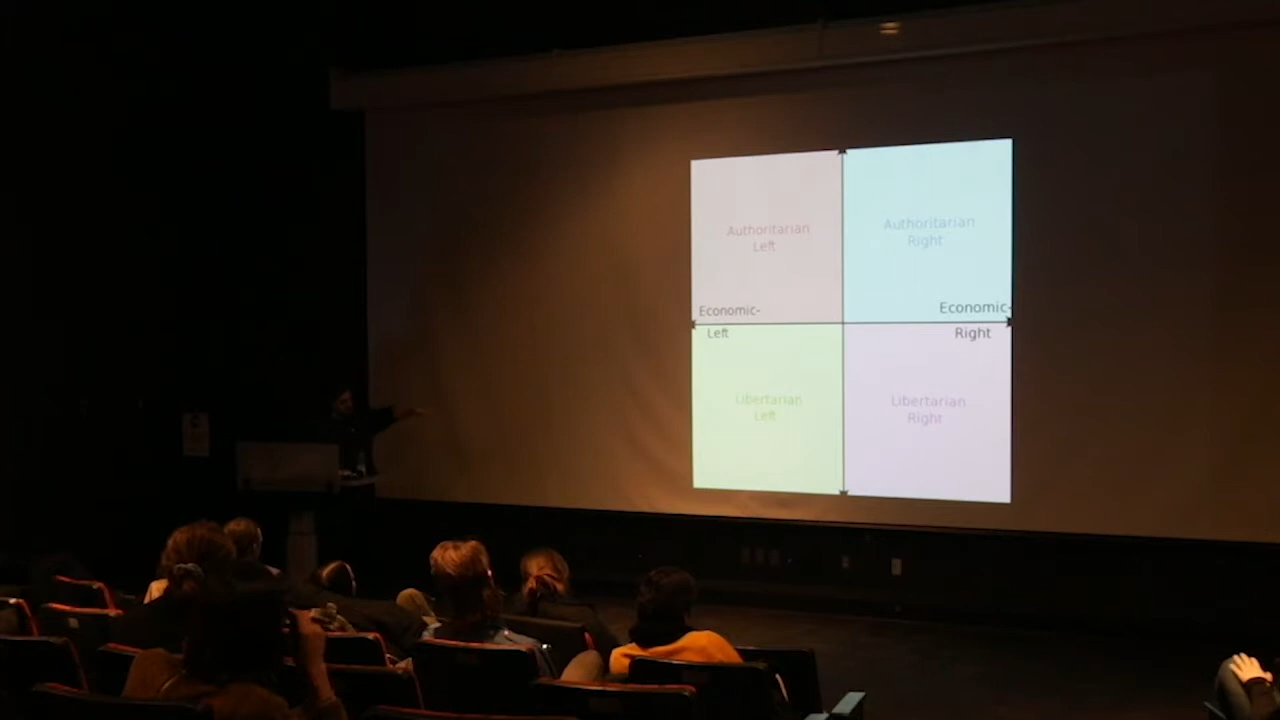 Authoritarian
Left
Authoritarian
Right
Economic-
Left
Economic-
Right
Libertarian
Left
Libertarian
Right